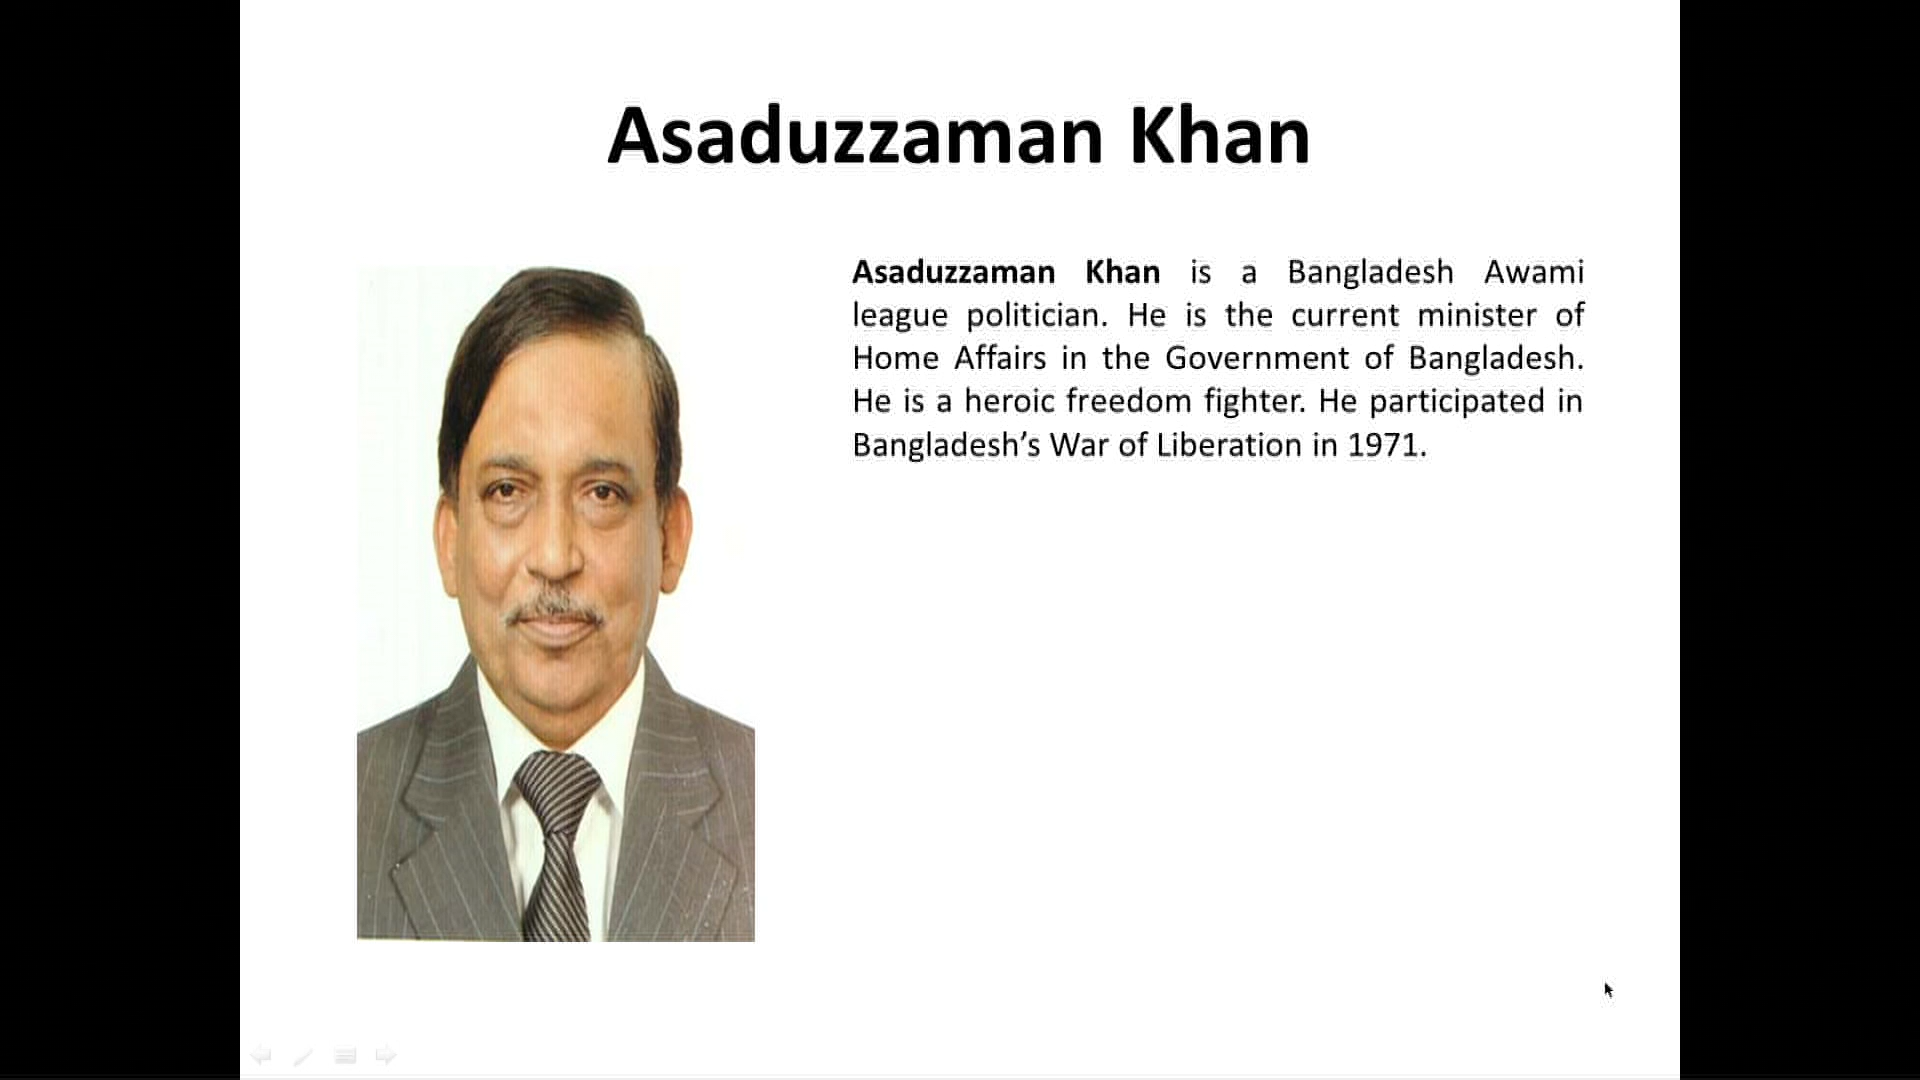 Asaduzzaman Khan
Asaduzzaman Khan is a Bangladesh Awami
league politician. He is the current minister of
Home Affairs in the Government of Bangladesh.
He is a heroic freedom fighter. He participated in
Bangladesh’s War of Liberation in 1971.